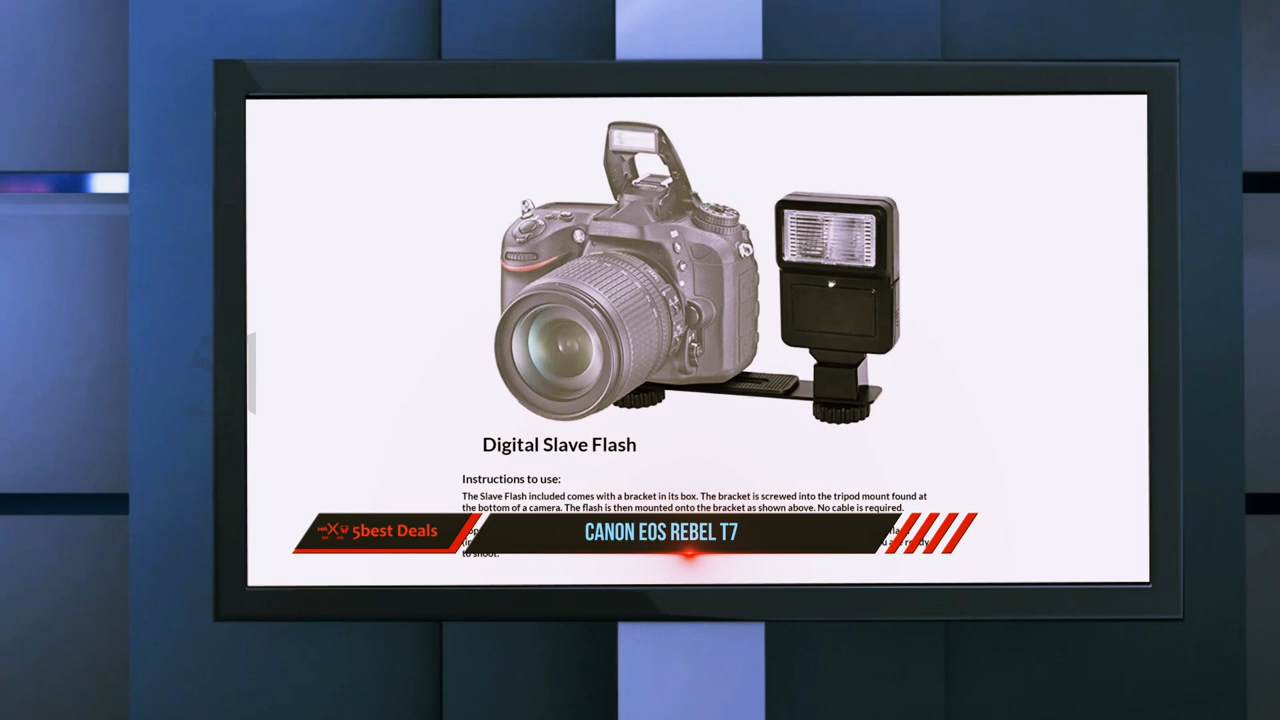 Digital Slave Flash
Instructions to use:
The Slave Flash included comes with a bracket in its box. The bracket is screwed into the tripod mount found at
the bottom of a camera. The flash is then mounted onto the bracket as shown above. No cable is required.
5best Deals
CANON EOS REBEL T7
to shoot.